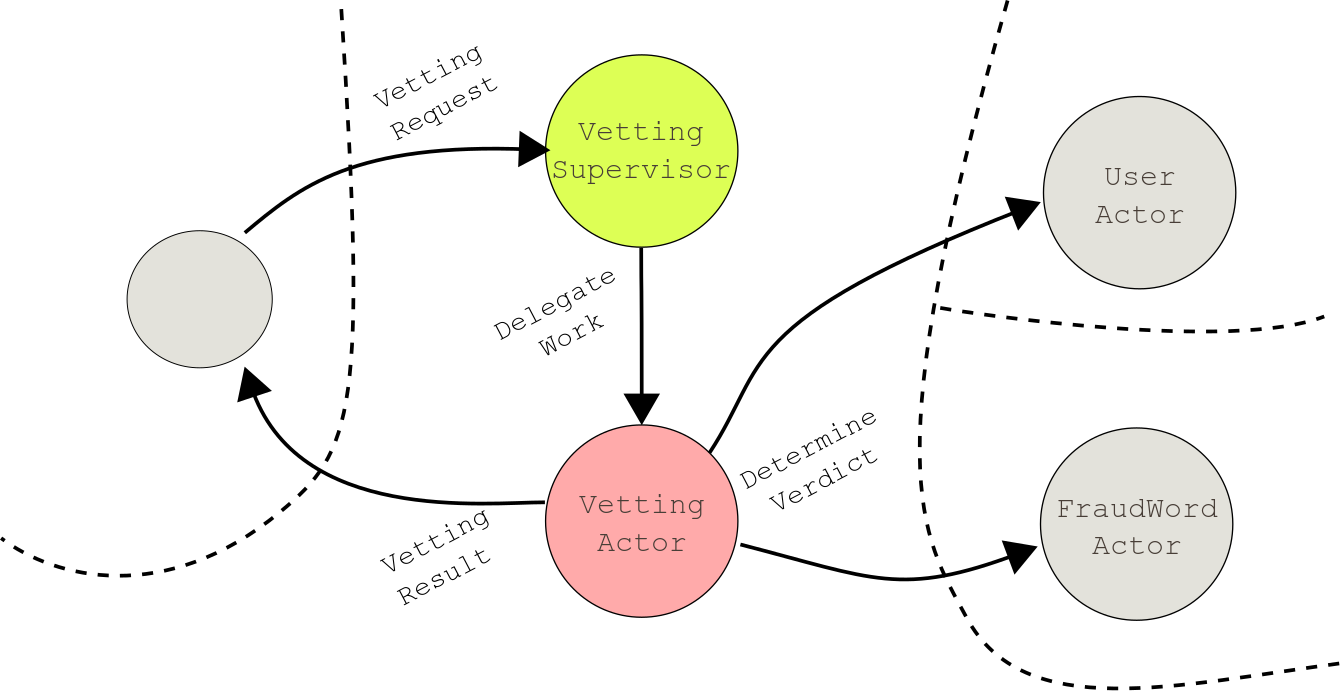 Vetting
Request
Vetting
Supervisor
User
Actor
Delegate
Work
Determine
Verdict
Vetting
Actor
FraudWord
Actor
Vetting
Result